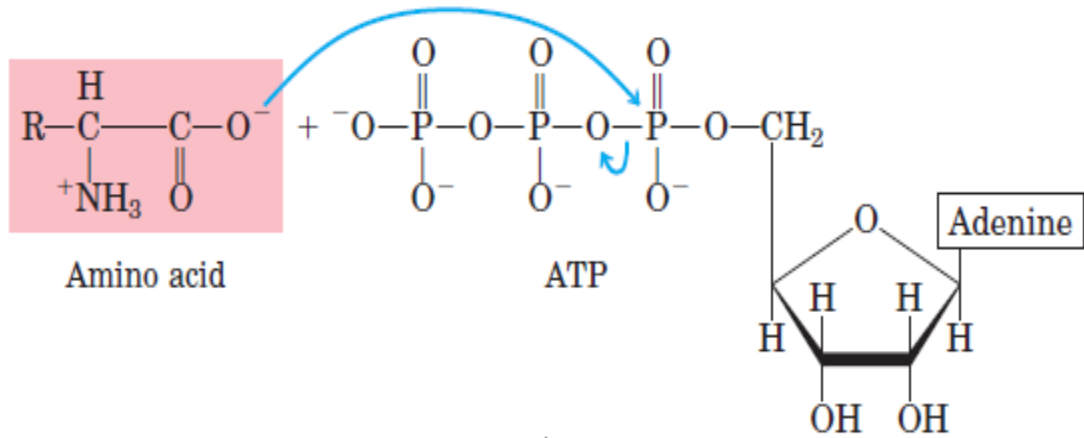 O O O
H
R–C–C–O⁻ + ⁻O–P–O–P–O–P–O–CH₂
⁺NH₃ O O⁻ O⁻ O⁻
O Adenine
Amino acid ATP
H H
H H
OH OH